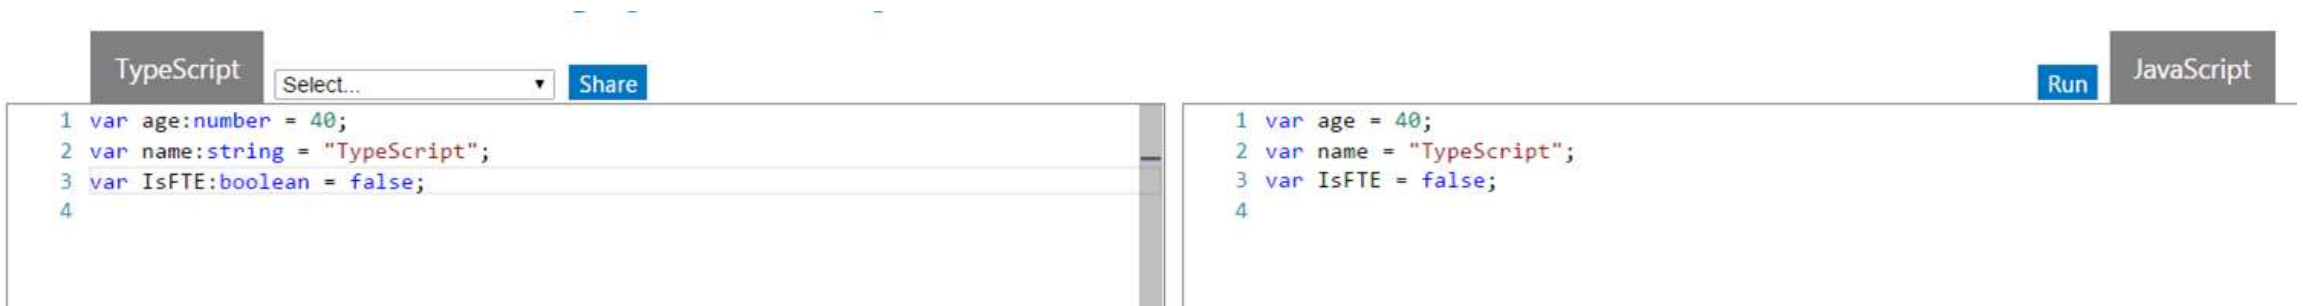 TypeScript
Select...
Share
1 var age:number = 40;
2 var name:string = "TypeScript";
3 var IsFTE:boolean = false;
4
Run
JavaScript
1 var age = 40;
2 var name = "TypeScript";
3 var IsFTE = false;
4